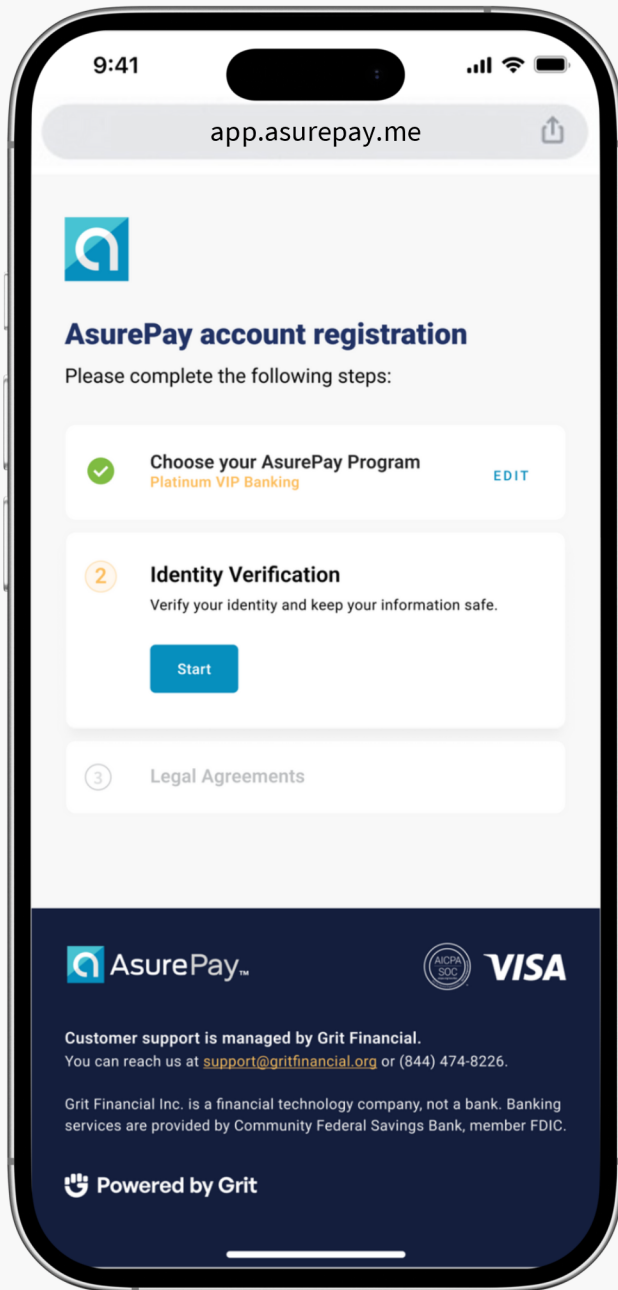 9:41
app.asurepay.me
AsurePay account registration
Please complete the following steps:
Choose your AsurePay Program
Platinum VIP Banking
EDIT
2
Identity Verification
Verify your identity and keep your information safe.
Start
3
Legal Agreements
AsurePay™
AICPA
SOC
VISA
Customer support is managed by Grit Financial.
You can reach us at support@gritfinancial.org or (844) 474-8226.
Grit Financial Inc. is a financial technology company, not a bank. Banking
services are provided by Community Federal Savings Bank, member FDIC.
Powered by Grit